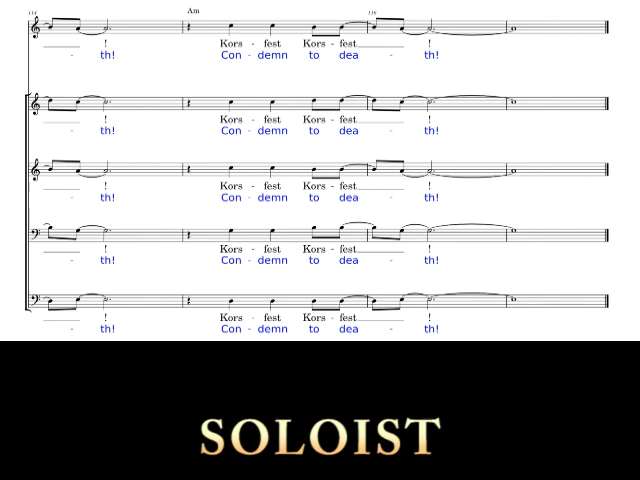 114
Am
116
! Kors - fest Kors - fest !
- th! Con - demn to dea - th!
! Kors - fest Kors - fest !
- th! Con - demn to dea - th!
! Kors - fest Kors - fest !
- th! Con - demn to dea - th!
! Kors - fest Kors - fest !
- th! Con - demn to dea - th!
! Kors - fest Kors - fest !
- th! Con - demn to dea - th!
SOLOIST